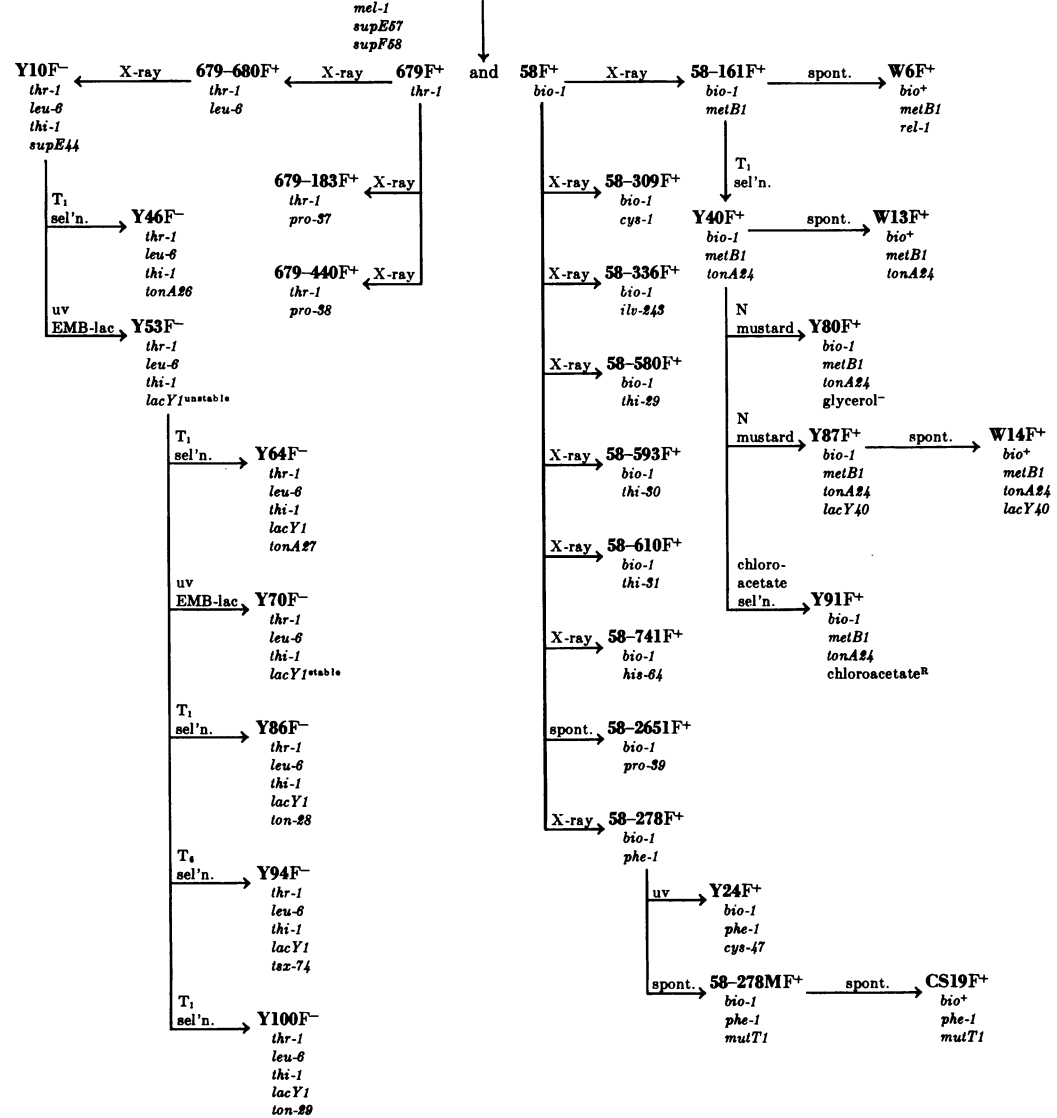 mel-1
supE57
supF58
Y10F⁻
X-ray
679–680F⁺
X-ray
679F⁺
and
58F⁺
X-ray
58–161F⁺
spont.
W6F⁺
thr-1
leu-6
thi-1
supE44
thr-1
leu-6
thr-1
bio-1
bio-1
metB1
bio⁺
metB1
rel-1
T₁
sel'n.
Y46F⁻
thr-1
leu-6
thi-1
tonA26
uv
EMB-lac
Y53F⁻
thr-1
leu-6
thi-1
lacY1ᵘⁿˢᵗᵃᵇˡᵉ
679–183F⁺
X-ray
thr-1
pro-37
679–440F⁺
X-ray
thr-1
pro-38
T₁
sel'n.
Y64F⁻
thr-1
leu-6
thi-1
lacY1
tonA27
uv
EMB-lac
Y70F⁻
thr-1
leu-6
thi-1
lacY1ˢᵗᵃᵇˡᵉ
T₁
sel'n.
Y86F⁻
thr-1
leu-6
thi-1
lacY1
ton-28
T₆
sel'n.
Y94F⁻
thr-1
leu-6
thi-1
lacY1
tsx-74
T₁
sel'n.
Y100F⁻
thr-1
leu-6
thi-1
lacY1
ton-29
X-ray
58–309F⁺
bio-1
cys-1
X-ray
58–336F⁺
bio-1
ilv-243
X-ray
58–580F⁺
bio-1
thi-29
X-ray
58–593F⁺
bio-1
thi-30
X-ray
58–610F⁺
bio-1
thi-31
X-ray
58–741F⁺
bio-1
his-64
spont.
58–2651F⁺
bio-1
pro-39
X-ray
58–278F⁺
bio-1
phe-1
uv
Y24F⁺
bio-1
phe-1
cys-47
spont.
58–278MF⁺
bio-1
phe-1
mutT1
spont.
CS19F⁺
bio⁺
phe-1
mutT1
T₁
sel'n.
Y40F⁺
bio-1
metB1
tonA24
spont.
W13F⁺
bio⁺
metB1
tonA24
N
mustard
Y80F⁺
bio-1
metB1
tonA24
glycerol⁻
N
mustard
Y87F⁺
bio-1
metB1
tonA24
lacY40
spont.
W14F⁺
bio⁺
metB1
tonA24
lacY40
chloro-
acetate
sel'n.
Y91F⁺
bio-1
metB1
tonA24
chloroacetateᴿ